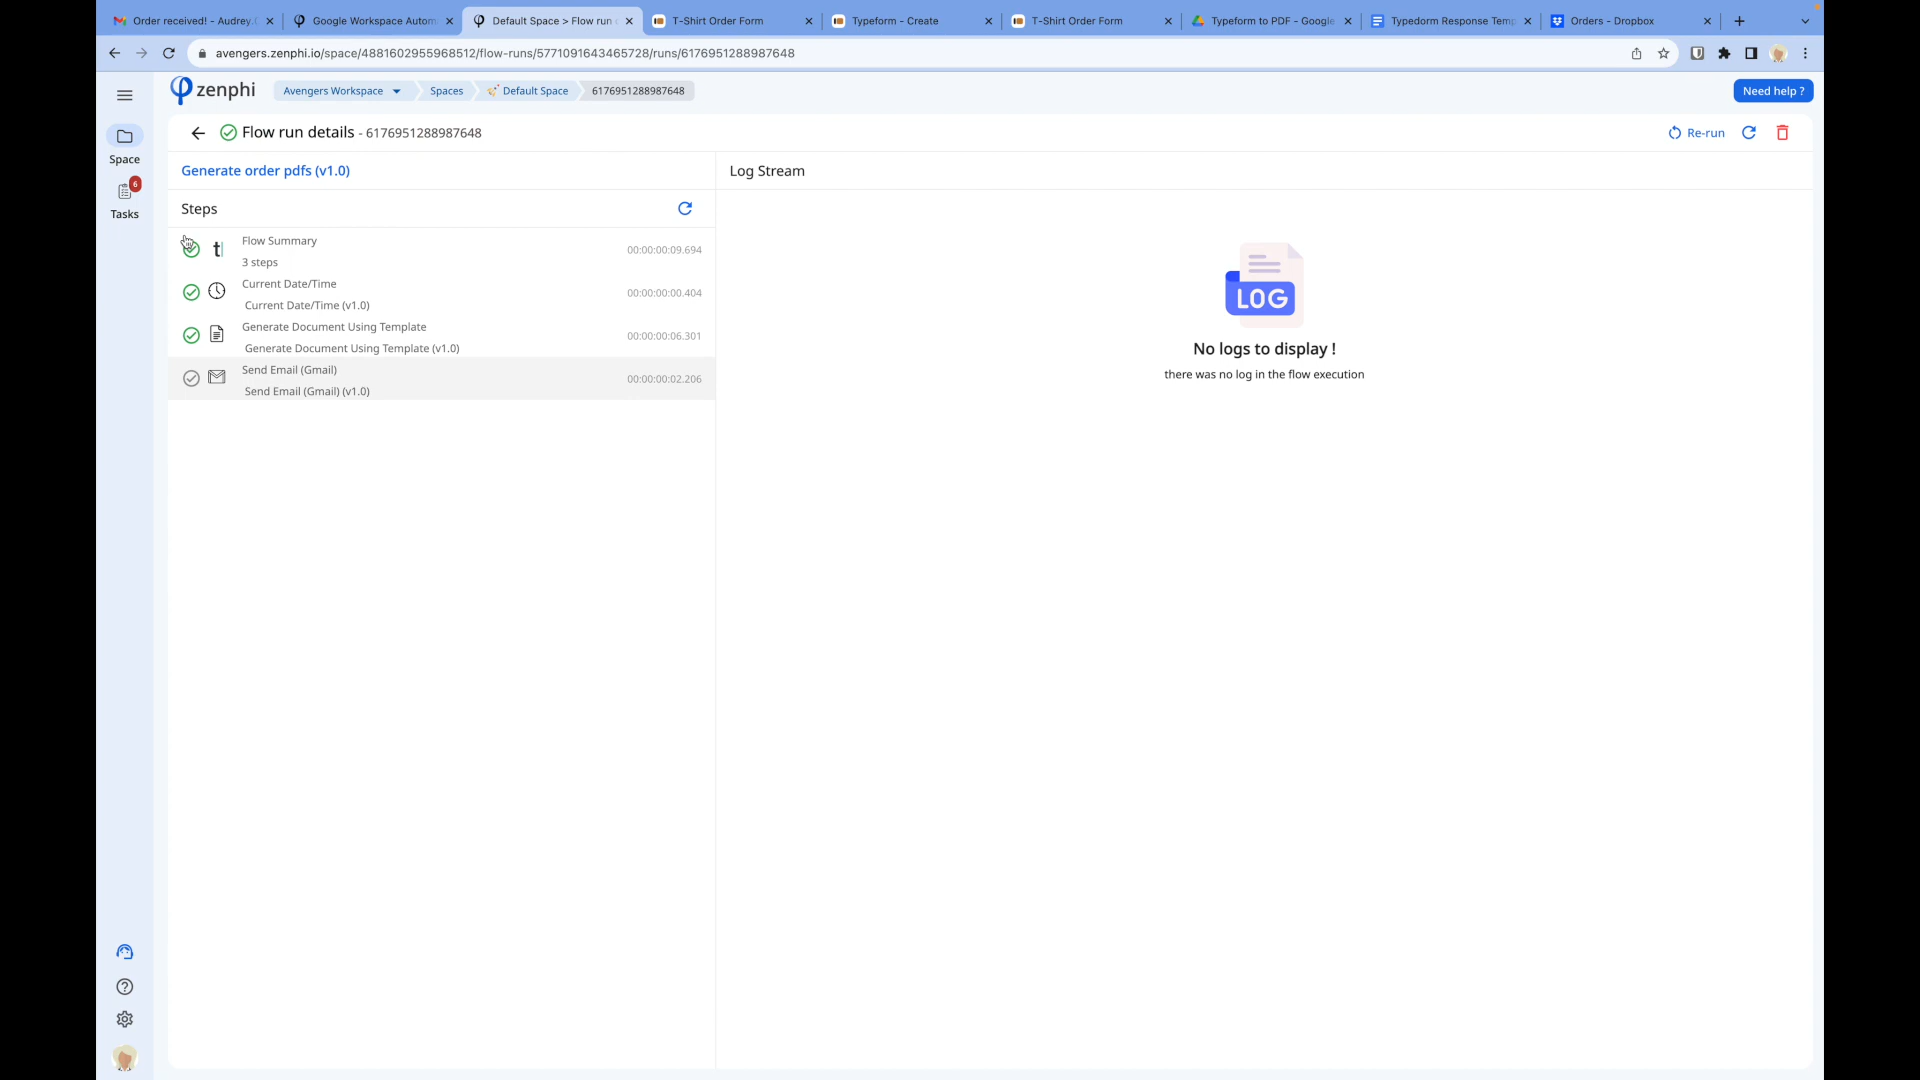 Order received! - Audrey.
Google Workspace Autom
Default Space > Flow run
T-Shirt Order Form
Typeform - Create
T-Shirt Order Form
Typeform to PDF - Google
Typedorm Response Temp
Orders - Dropbox
avengers.zenphi.io/space/4881602955968512/flow-runs/5771091643465728/runs/6176951288987648
zenphi
Avengers Workspace
Spaces
Default Space
6176951288987648
Need help ?
Space
6
Tasks
Flow run details - 6176951288987648
Re-run
Generate order pdfs (v1.0)
Log Stream
Steps
t
Flow Summary
00:00:00:09.694
3 steps
Current Date/Time
00:00:00:00.404
Current Date/Time (v1.0)
Generate Document Using Template
00:00:00:06.301
Generate Document Using Template (v1.0)
Send Email (Gmail)
00:00:00:02.206
Send Email (Gmail) (v1.0)
LOG
No logs to display !
there was no log in the flow execution